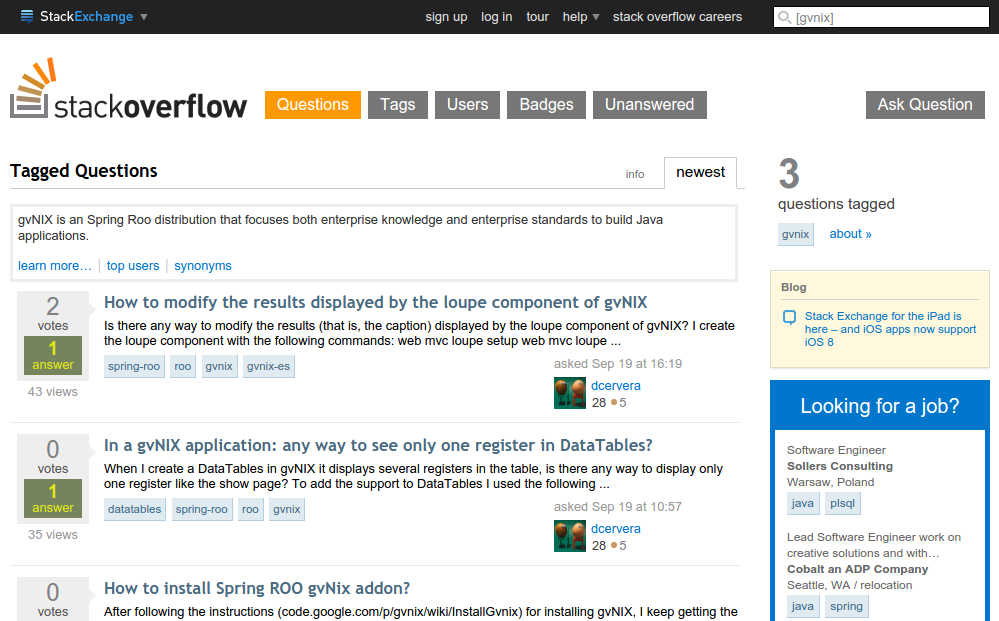 StackExchange ▼ sign up log in tour help ▼ stack overflow careers [gvnix]
stackoverflow Questions Tags Users Badges Unanswered Ask Question
Tagged Questions info newest
gvNIX is an Spring Roo distribution that focuses both enterprise knowledge and enterprise standards to build Java
applications.
learn more… | top users | synonyms
2
votes
1
answer
43 views
How to modify the results displayed by the loupe component of gvNIX
Is there any way to modify the results (that is, the caption) displayed by the loupe component of gvNIX? I create
the loupe component with the following commands: web mvc loupe setup web mvc loupe ...
spring-roo roo gvnix gvnix-es
asked Sep 19 at 16:19
dcervera
28 ●5
0
votes
1
answer
35 views
In a gvNIX application: any way to see only one register in DataTables?
When I create a DataTables in gvNIX it displays several registers in the table, is there any way to display only
one register like the show page? To add the support to DataTables I used the following ...
datatables spring-roo roo gvnix
asked Sep 19 at 10:57
dcervera
28 ●5
0
votes
How to install Spring ROO gvNix addon?
After following the instructions (code.google.com/p/gvnix/wiki/InstallGvnix) for installing gvNIX, I keep getting the
3
questions tagged
gvnix about »
Blog
Stack Exchange for the iPad is
here – and iOS apps now support
iOS 8
Looking for a job?
Software Engineer
Sollers Consulting
Warsaw, Poland
java plsql
Lead Software Engineer work on
creative solutions and with…
Cobalt an ADP Company
Seattle, WA / relocation
java spring